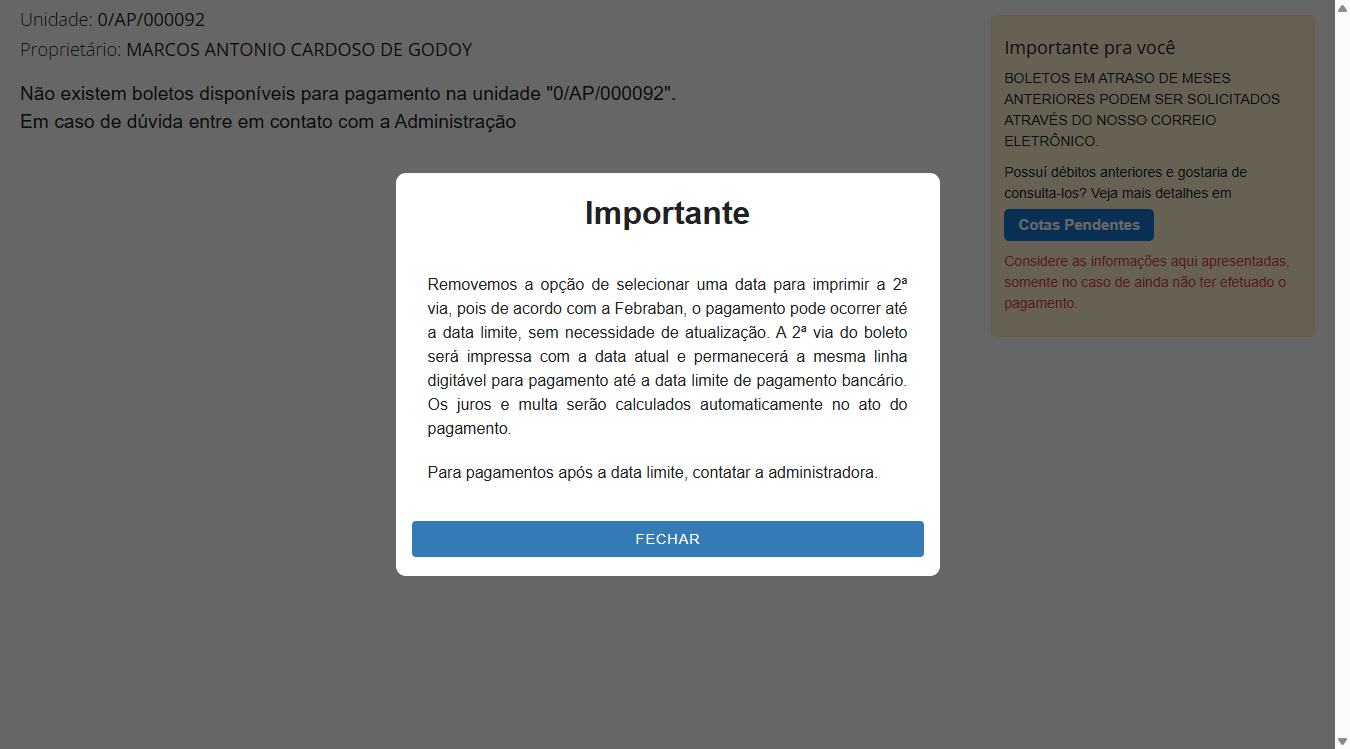 Unidade: 0/AP/000092
Proprietário: MARCOS ANTONIO CARDOSO DE GODOY
Não existem boletos disponíveis para pagamento na unidade "0/AP/000092".
Em caso de dúvida entre em contato com a Administração
Importante pra você
BOLETOS EM ATRASO DE MESES
ANTERIORES PODEM SER SOLICITADOS
ATRAVÉS DO NOSSO CORREIO
ELETRÔNICO.
Possuí débitos anteriores e gostaria de
consulta-los? Veja mais detalhes em
Cotas Pendentes
Considere as informações aqui apresentadas,
somente no caso de ainda não ter efetuado o
pagamento.
Importante
Removemos a opção de selecionar uma data para imprimir a 2ª
via, pois de acordo com a Febraban, o pagamento pode ocorrer até
a data limite, sem necessidade de atualização. A 2ª via do boleto
será impressa com a data atual e permanecerá a mesma linha
digitável para pagamento até a data limite de pagamento bancário.
Os juros e multa serão calculados automaticamente no ato do
pagamento.
Para pagamentos após a data limite, contatar a administradora.
FECHAR